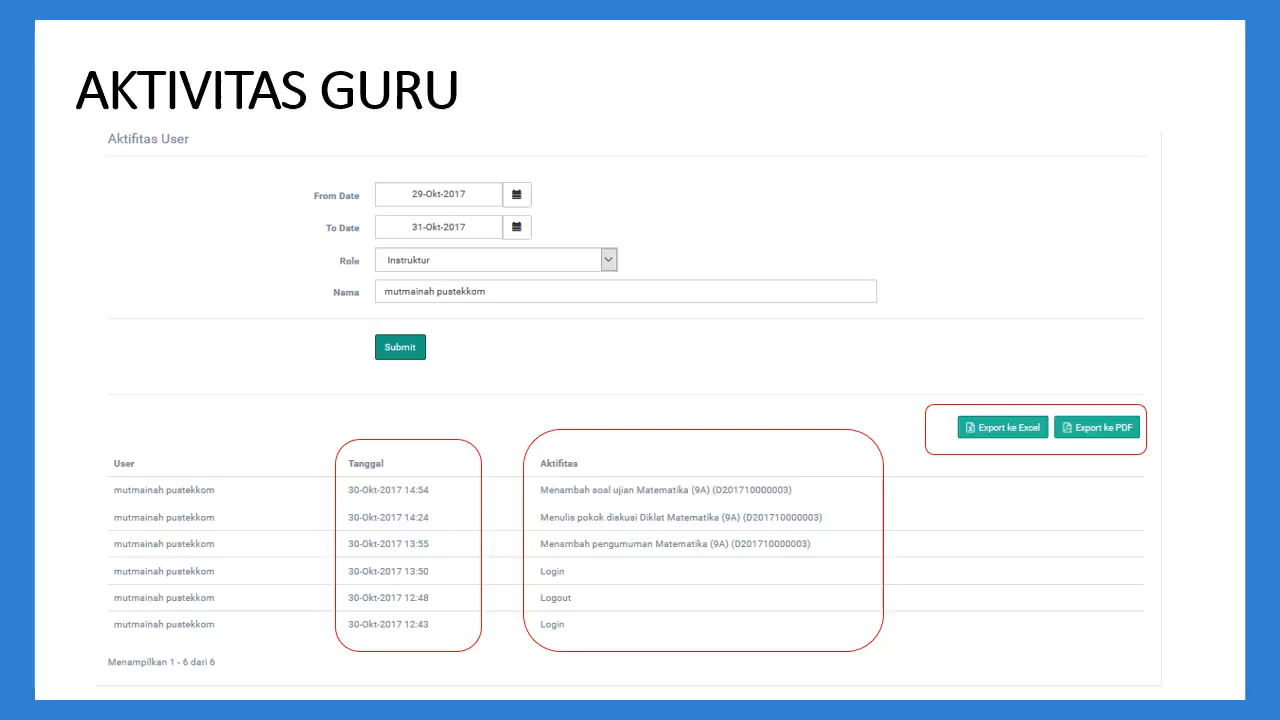 AKTIVITAS GURU
Aktifitas User
From Date 29-Okt-2017
To Date 31-Okt-2017
Role Instruktur
Nama mutmainah pustekkom
Submit
Export ke Excel Export ke PDF
User Tanggal Aktifitas
mutmainah pustekkom 30-Okt-2017 14:54 Menambah soal ujian Matematika (9A) (D201710000003)
mutmainah pustekkom 30-Okt-2017 14:24 Menulis pokok diskusi Diklat Matematika (9A) (D201710000003)
mutmainah pustekkom 30-Okt-2017 13:55 Menambah pengumuman Matematika (9A) (D201710000003)
mutmainah pustekkom 30-Okt-2017 13:50 Login
mutmainah pustekkom 30-Okt-2017 12:48 Logout
mutmainah pustekkom 30-Okt-2017 12:43 Login
Menampilkan 1 - 6 dari 6